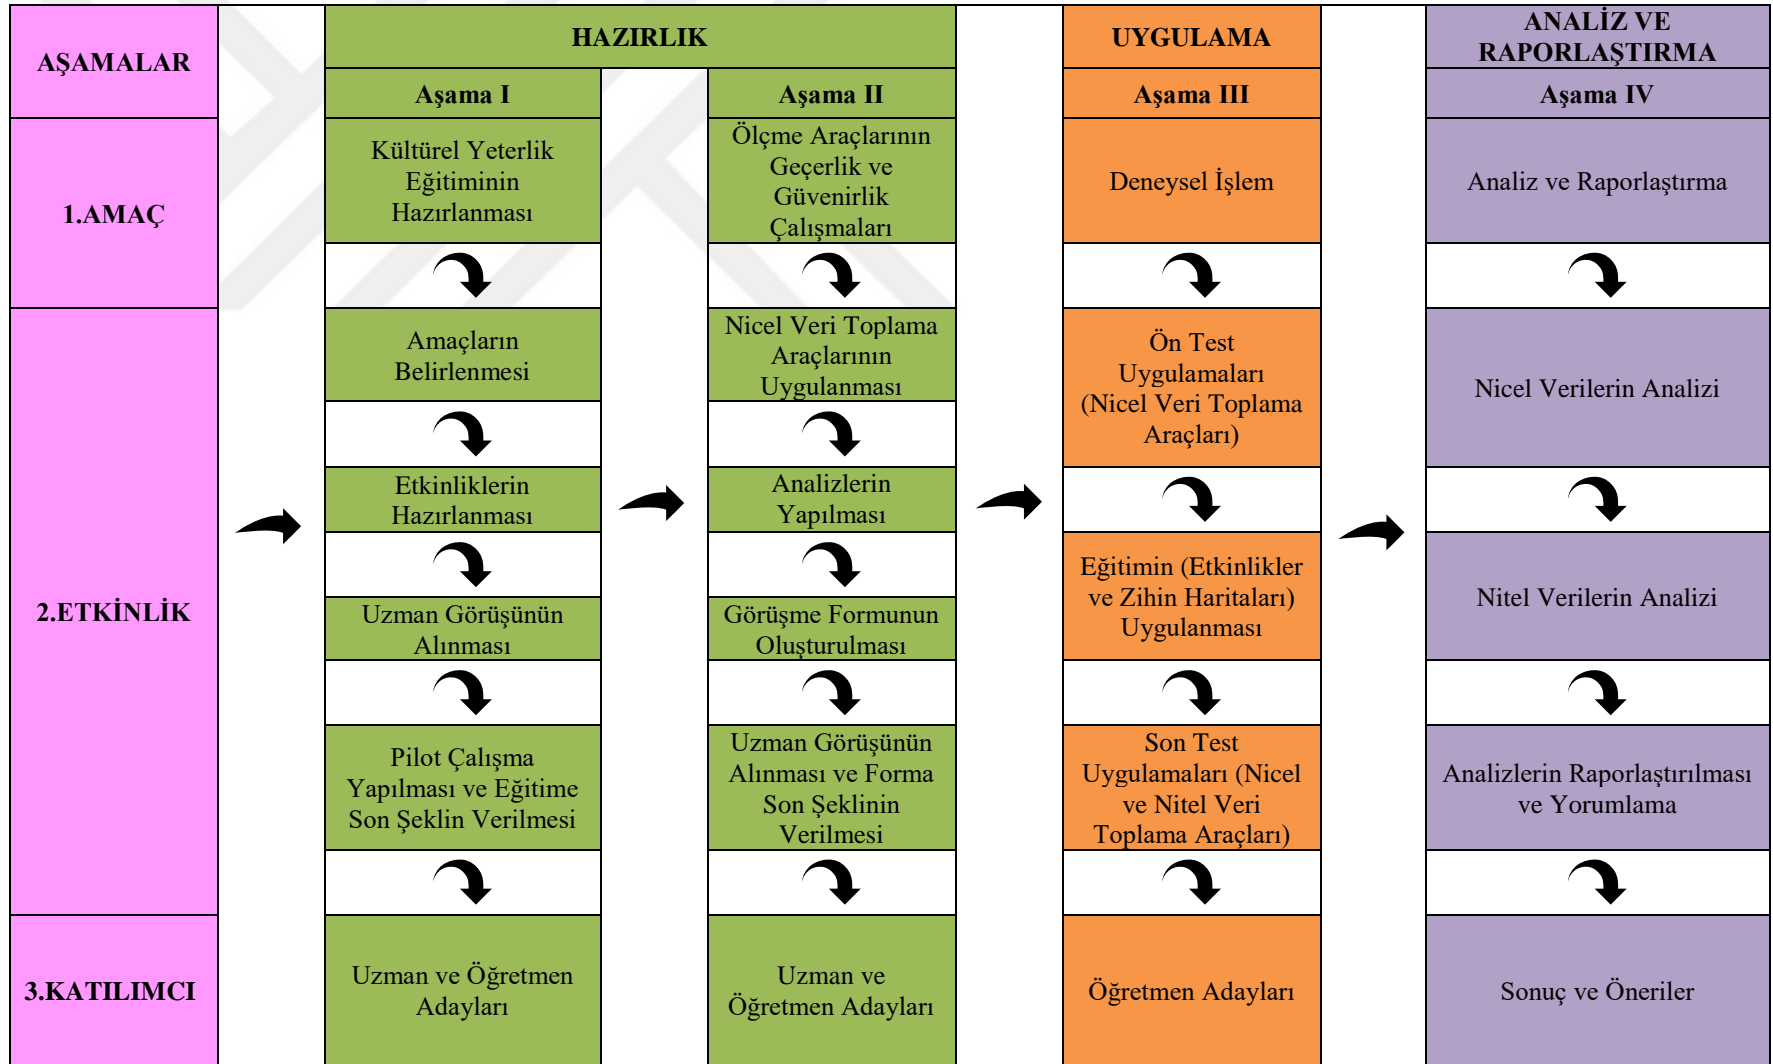 AŞAMALAR
HAZIRLIK
UYGULAMA
ANALİZ VE
RAPORLAŞTIRMA
Aşama I
Aşama II
Aşama III
Aşama IV
1.AMAÇ
Kültürel Yeterlik
Eğitiminin
Hazırlanması
Ölçme Araçlarının
Geçerlik ve
Güvenirlik
Çalışmaları
Deneysel İşlem
Analiz ve Raporlaştırma
2.ETKİNLİK
Amaçların
Belirlenmesi
Nicel Veri Toplama
Araçlarının
Uygulanması
Ön Test
Uygulamaları
(Nicel Veri Toplama
Araçları)
Nicel Verilerin Analizi
Etkinliklerin
Hazırlanması
Analizlerin
Yapılması
Eğitimin (Etkinlikler
ve Zihin Haritaları)
Uygulanması
Nitel Verilerin Analizi
Uzman Görüşünün
Alınması
Görüşme Formunun
Oluşturulması
Pilot Çalışma
Yapılması ve Eğitime
Son Şeklin Verilmesi
Uzman Görüşünün
Alınması ve Forma
Son Şeklinin
Verilmesi
Son Test
Uygulamaları (Nicel
ve Nitel Veri
Toplama Araçları)
Analizlerin Raporlaştırılması
ve Yorumlama
3.KATILIMCI
Uzman ve Öğretmen
Adayları
Uzman ve
Öğretmen Adayları
Öğretmen Adayları
Sonuç ve Öneriler